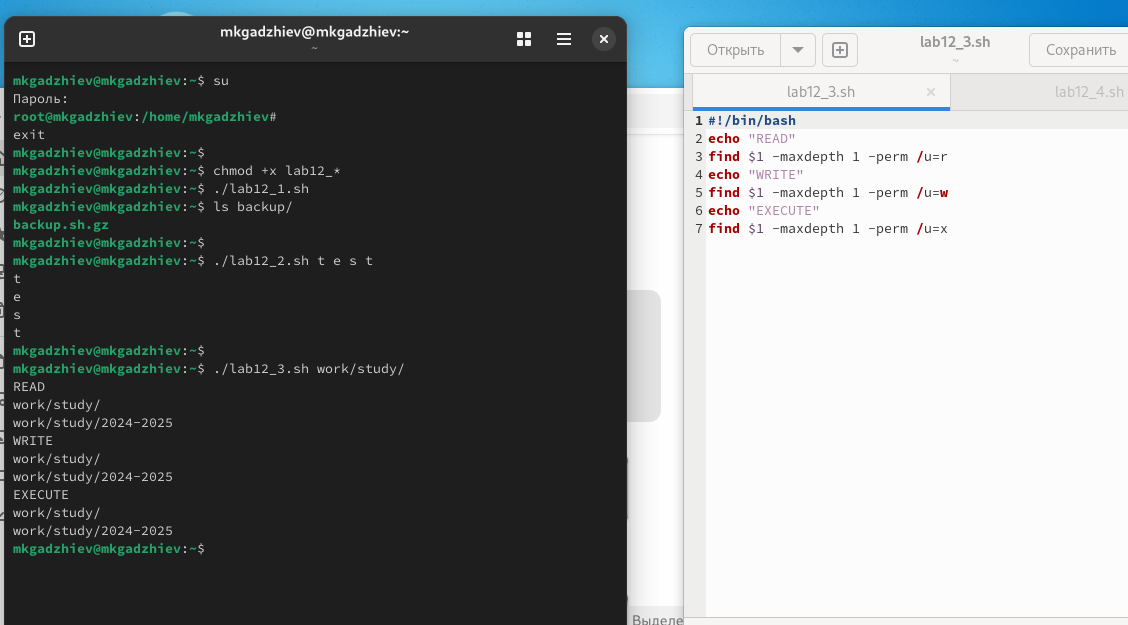 mkgadzhiev@mkgadzhiev:~
~
mkgadzhiev@mkgadzhiev:~$ su
Пароль:
root@mkgadzhiev:/home/mkgadzhiev#
exit
mkgadzhiev@mkgadzhiev:~$
mkgadzhiev@mkgadzhiev:~$ chmod +x lab12_*
mkgadzhiev@mkgadzhiev:~$ ./lab12_1.sh
mkgadzhiev@mkgadzhiev:~$ ls backup/
backup.sh.gz
mkgadzhiev@mkgadzhiev:~$
mkgadzhiev@mkgadzhiev:~$ ./lab12_2.sh t e s t
t
e
s
t
mkgadzhiev@mkgadzhiev:~$
mkgadzhiev@mkgadzhiev:~$ ./lab12_3.sh work/study/
READ
work/study/
work/study/2024-2025
WRITE
work/study/
work/study/2024-2025
EXECUTE
work/study/
work/study/2024-2025
mkgadzhiev@mkgadzhiev:~$
Открыть
lab12_3.sh
~
Сохранить
lab12_3.sh
lab12_4.sh
1 #!/bin/bash
2 echo "READ"
3 find $1 -maxdepth 1 -perm /u=r
4 echo "WRITE"
5 find $1 -maxdepth 1 -perm /u=w
6 echo "EXECUTE"
7 find $1 -maxdepth 1 -perm /u=x
Выделе